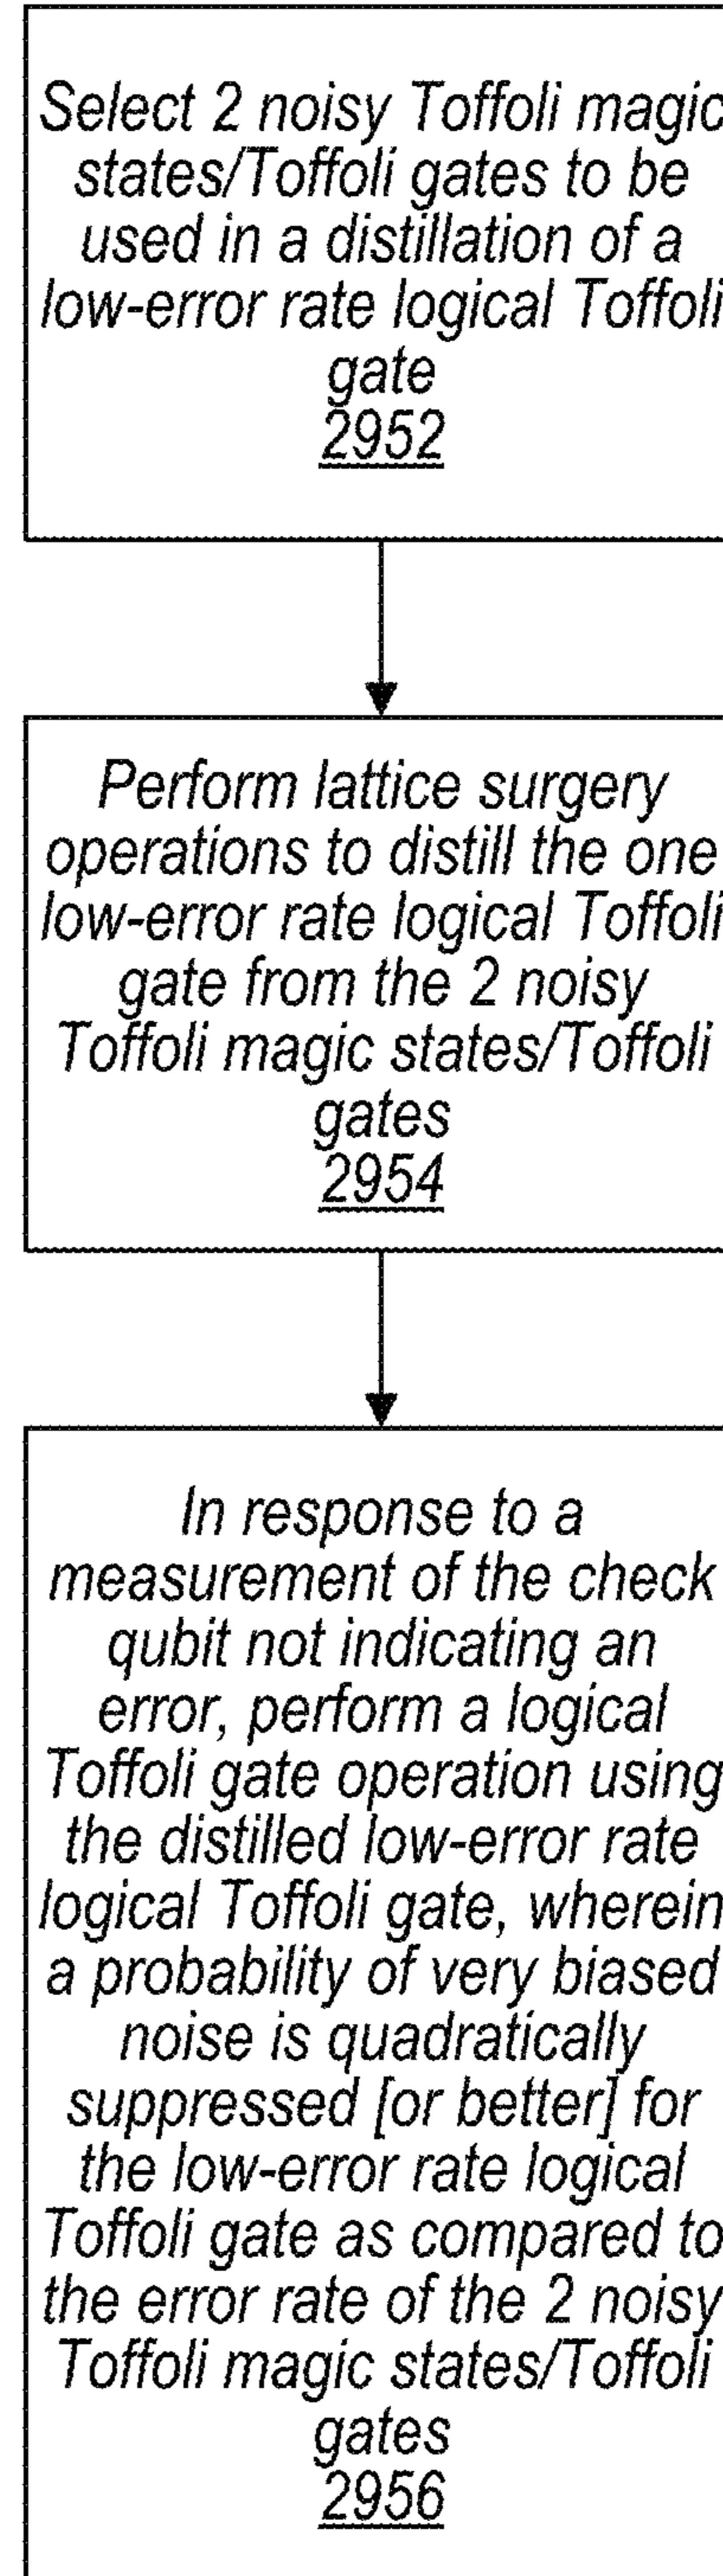 Select 2 noisy Toffoli magic
states/Toffoli gates to be
used in a distillation of a
low-error rate logical Toffoli
gate
2952
Perform lattice surgery
operations to distill the one
low-error rate logical Toffoli
gate from the 2 noisy
Toffoli magic states/Toffoli
gates
2954
In response to a
measurement of the check
qubit not indicating an
error, perform a logical
Toffoli gate operation using
the distilled low-error rate
logical Toffoli gate, wherein
a probability of very biased
noise is quadratically
suppressed [or better] for
the low-error rate logical
Toffoli gate as compared to
the error rate of the 2 noisy
Toffoli magic states/Toffoli
gates
2956